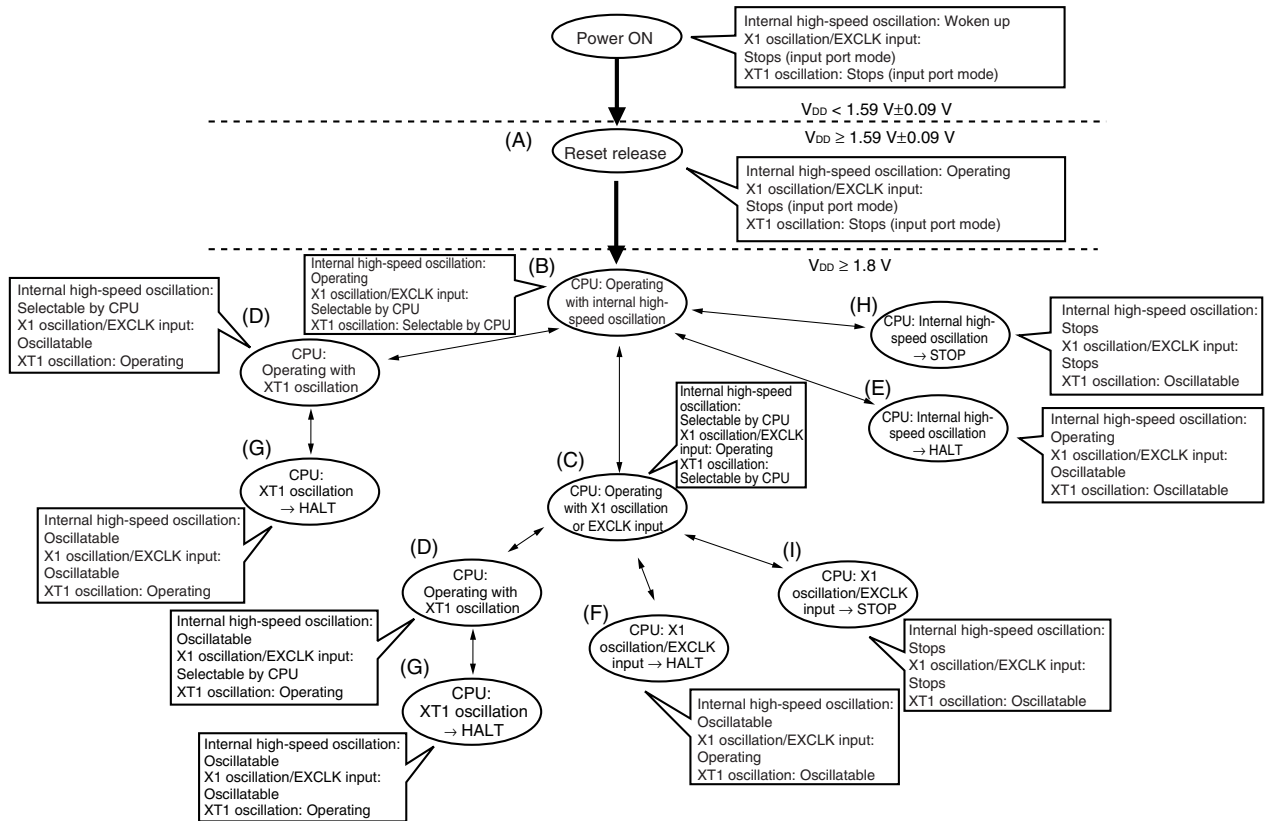 Power ON
Internal high-speed oscillation: Woken up
X1 oscillation/EXCLK input:
Stops (input port mode)
XT1 oscillation: Stops (input port mode)
VDD < 1.59 V±0.09 V
VDD ≥ 1.59 V±0.09 V
(A)
Reset release
Internal high-speed oscillation: Operating
X1 oscillation/EXCLK input:
Stops (input port mode)
XT1 oscillation: Stops (input port mode)
VDD ≥ 1.8 V
(B)
CPU: Operating
with internal high-
speed oscillation
Internal high-speed oscillation:
Operating
X1 oscillation/EXCLK input:
Selectable by CPU
XT1 oscillation: Selectable by CPU
Internal high-speed oscillation:
Selectable by CPU
X1 oscillation/EXCLK input:
Oscillatable
XT1 oscillation: Operating
(D)
CPU:
Operating with
XT1 oscillation
(H)
CPU: Internal high-
speed oscillation
→ STOP
Internal high-speed oscillation:
Stops
X1 oscillation/EXCLK input:
Stops
XT1 oscillation: Oscillatable
(E)
CPU: Internal high-
speed oscillation
→ HALT
Internal high-speed oscillation:
Operating
X1 oscillation/EXCLK input:
Oscillatable
XT1 oscillation: Oscillatable
(G)
CPU:
XT1 oscillation
→ HALT
Internal high-speed oscillation:
Oscillatable
X1 oscillation/EXCLK input:
Oscillatable
XT1 oscillation: Operating
Internal high-speed
oscillation:
Selectable by CPU
X1 oscillation/EXCLK
input: Operating
XT1 oscillation:
Selectable by CPU
(C)
CPU: Operating
with X1 oscillation
or EXCLK input
(D)
CPU:
Operating with
XT1 oscillation
Internal high-speed oscillation:
Oscillatable
X1 oscillation/EXCLK input:
Selectable by CPU
XT1 oscillation: Operating
(G)
CPU:
XT1 oscillation
→ HALT
Internal high-speed oscillation:
Oscillatable
X1 oscillation/EXCLK input:
Oscillatable
XT1 oscillation: Operating
(F)
CPU: X1
oscillation/EXCLK
input → HALT
Internal high-speed oscillation:
Oscillatable
X1 oscillation/EXCLK input:
Operating
XT1 oscillation: Oscillatable
(I)
CPU: X1
oscillation/EXCLK
input → STOP
Internal high-speed oscillation:
Stops
X1 oscillation/EXCLK input:
Stops
XT1 oscillation: Oscillatable